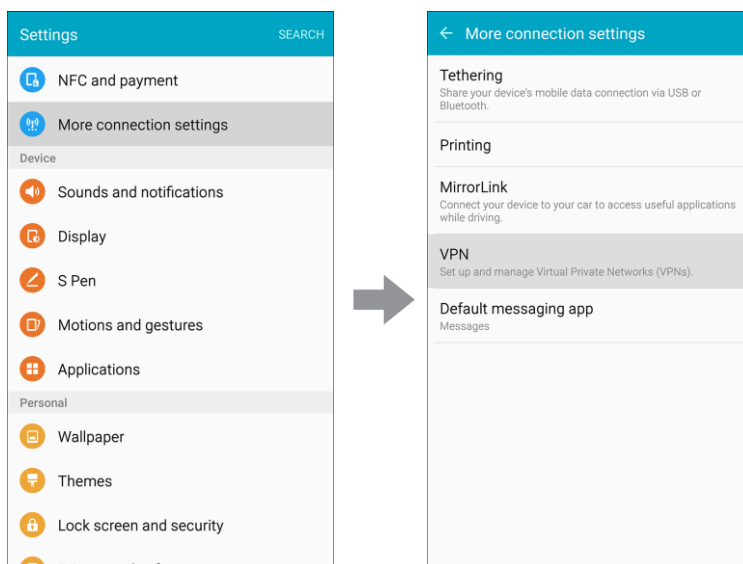 Settings
SEARCH
NFC and payment
More connection settings
Device
Sounds and notifications
Display
S Pen
Motions and gestures
Applications
Personal
Wallpaper
Themes
Lock screen and security
More connection settings
Tethering
Share your device's mobile data connection via USB or
Bluetooth.
Printing
MirrorLink
Connect your device to your car to access useful applications
while driving.
VPN
Set up and manage Virtual Private Networks (VPNs).
Default messaging app
Messages